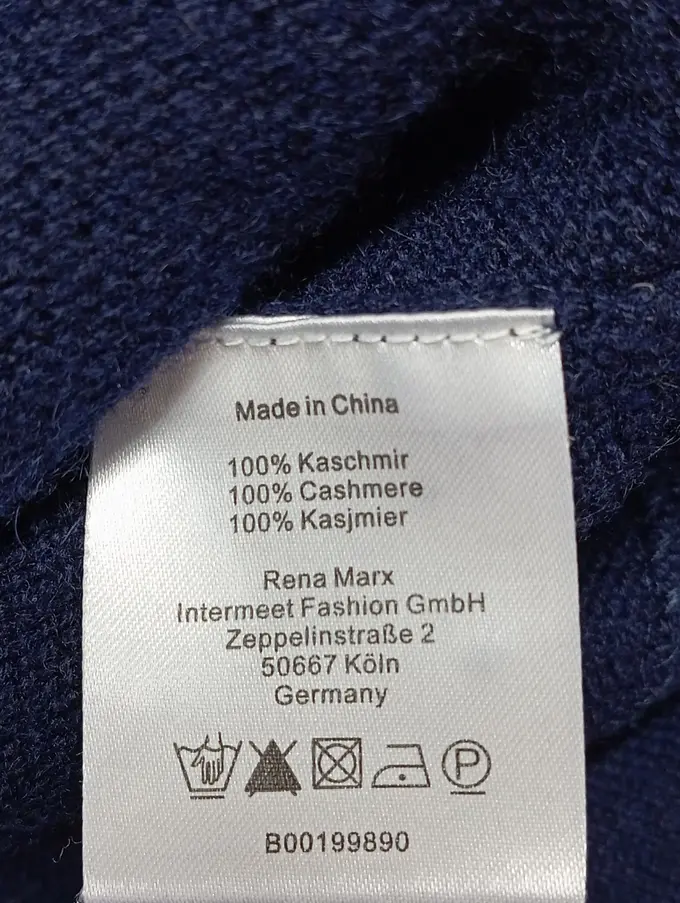 Made in China
100% Kaschmir
100% Cashmere
100% Kasjmier
Rena Marx
Intermeet Fashion GmbH
Zeppelinstraße 2
50667 Köln
Germany
P
B00199890